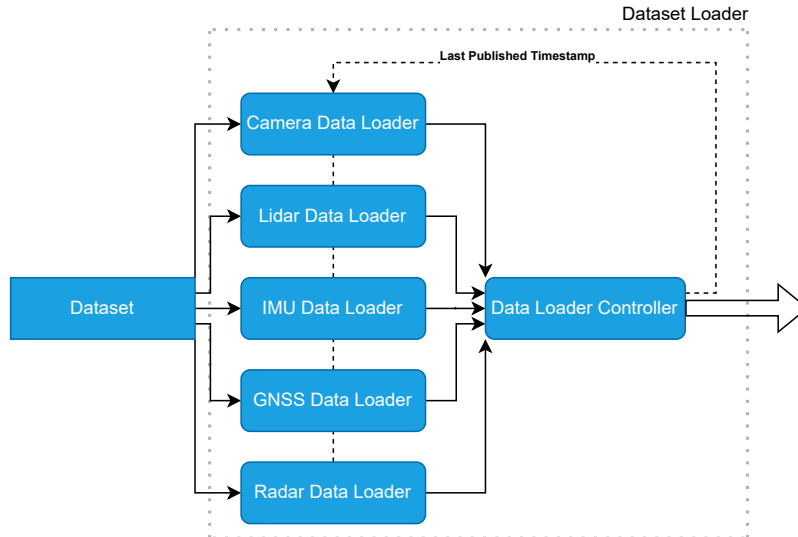 Dataset Loader
Last Published Timestamp
Camera Data Loader
Lidar Data Loader
Dataset
IMU Data Loader
Data Loader Controller
GNSS Data Loader
Radar Data Loader